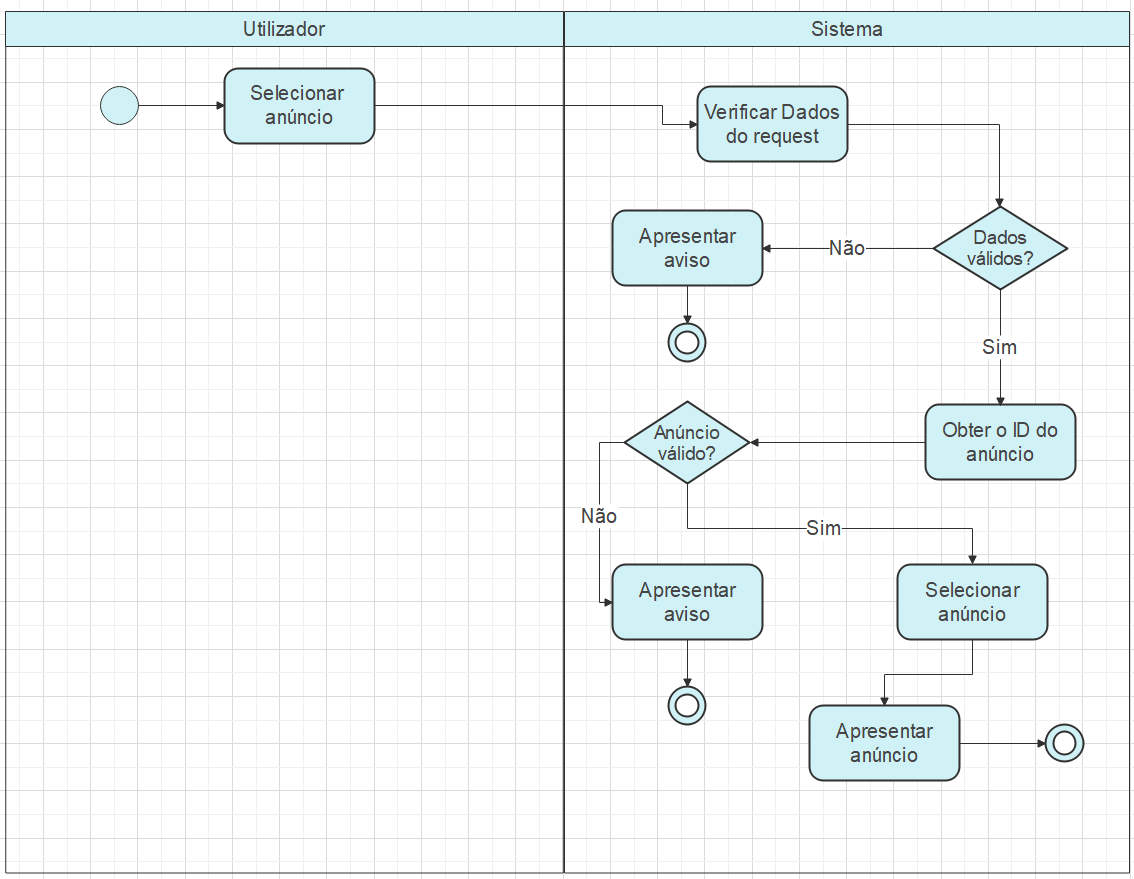 Utilizador
Sistema
Selecionar
anúncio
Verificar Dados
do request
Dados
válidos?
Não
Apresentar
aviso
Sim
Obter o ID do
anúncio
Anúncio
válido?
Não
Sim
Apresentar
aviso
Selecionar
anúncio
Apresentar
anúncio